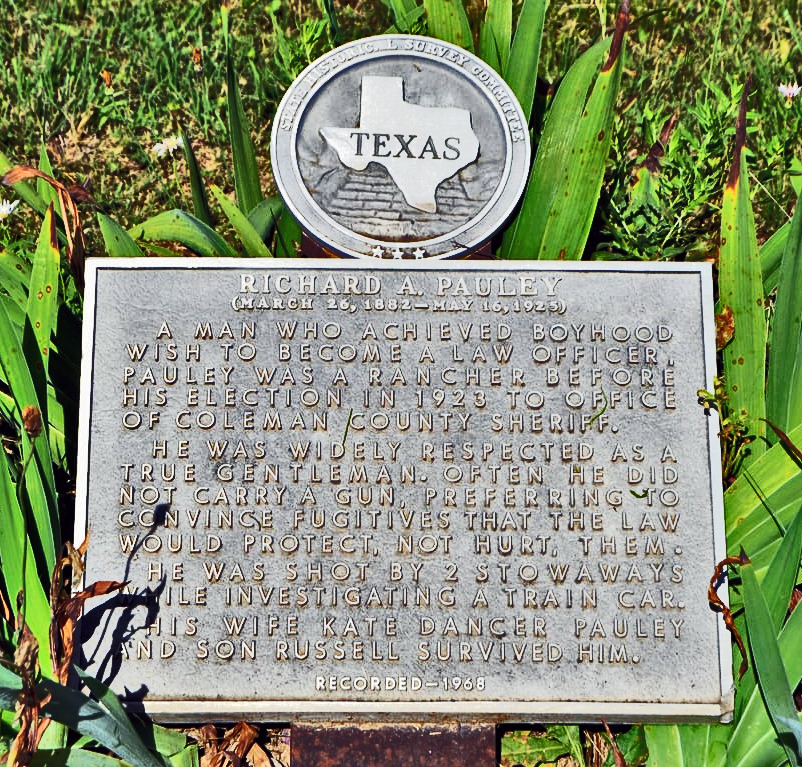 STATE HISTORICAL SURVEY COMMITTEE
TEXAS
RICHARD A. PAULEY
(MARCH 26, 1882—MAY 16, 1925)
A MAN WHO ACHIEVED BOYHOOD
WISH TO BECOME A LAW OFFICER.
PAULEY WAS A RANCHER BEFORE
HIS ELECTION IN 1923 TO OFFICE
OF COLEMAN COUNTY SHERIFF.
HE WAS WIDELY RESPECTED AS A
TRUE GENTLEMAN. OFTEN HE DID
NOT CARRY A GUN, PREFERRING TO
CONVINCE FUGITIVES THAT THE LAW
WOULD PROTECT, NOT HURT, THEM.
HE WAS SHOT BY 2 STOWAWAYS
WHILE INVESTIGATING A TRAIN CAR.
HIS WIFE KATE DANCER PAULEY
AND SON RUSSELL SURVIVED HIM.
RECORDED—1968